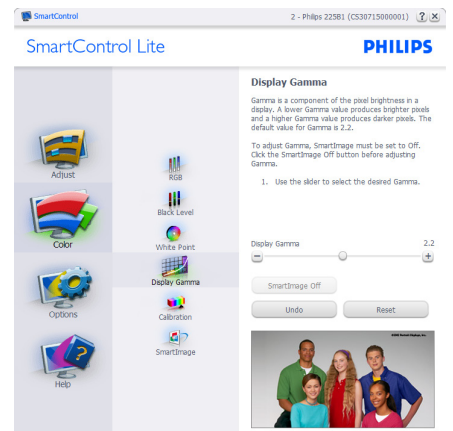 SmartControl
2 - Philips 225B1 (CS30715000001)
SmartControl Lite
PHILIPS
Adjust
Color
Options
Help
RGB
Black Level
White Point
Display Gamma
Calibration
SmartImage
Display Gamma
Gamma is a component of the pixel brightness in a
display. A lower Gamma value produces brighter pixels
and a higher Gamma value produces darker pixels. The
default value for Gamma is 2.2.
To adjust Gamma, SmartImage must be set to Off.
Click the SmartImage Off button before adjusting
Gamma.
1. Use the slider to select the desired Gamma.
Display Gamma 2.2
SmartImage Off
Undo Reset